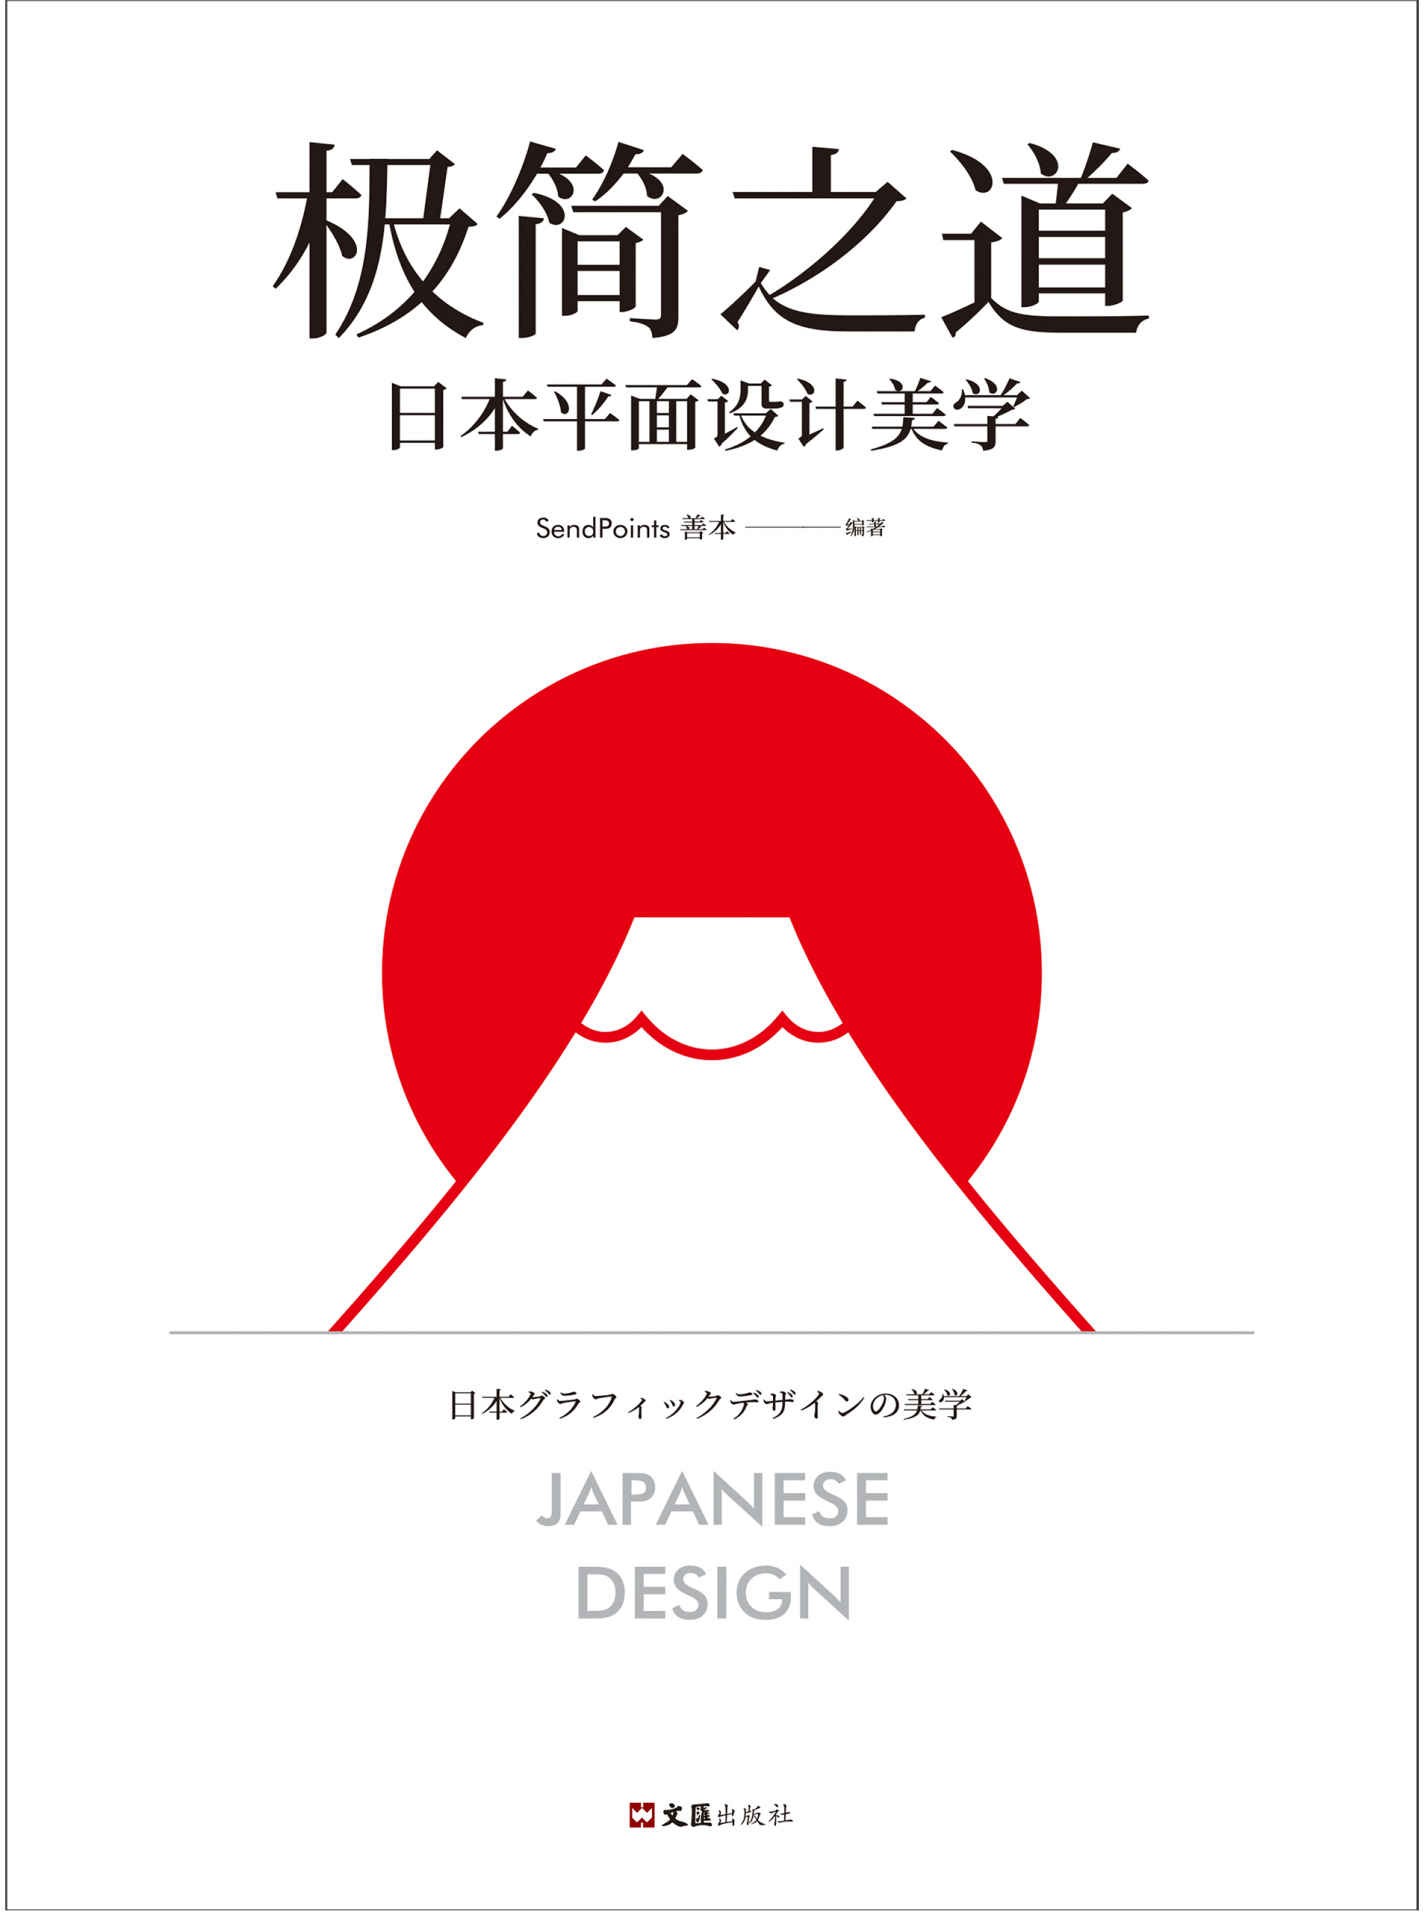 极简之道
日本平面设计美学
SendPoints 善本 ——— 编著
日本グラフィックデザインの美学
JAPANESE
DESIGN
文匯出版社